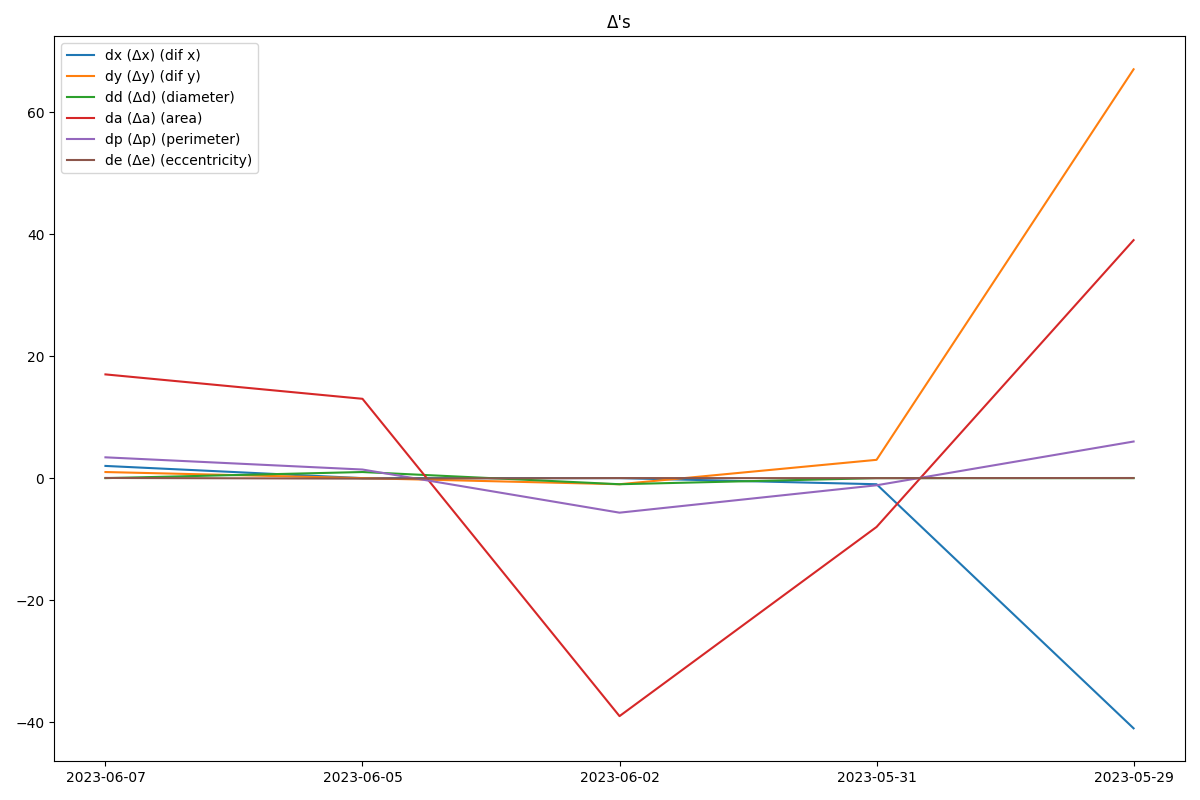 Δ's
dx (Δx) (dif x)
dy (Δy) (dif y)
dd (Δd) (diameter)
da (Δa) (area)
dp (Δp) (perimeter)
de (Δe) (eccentricity)
60
40
20
0
−20
−40
2023-06-07 2023-06-05 2023-06-02 2023-05-31 2023-05-29